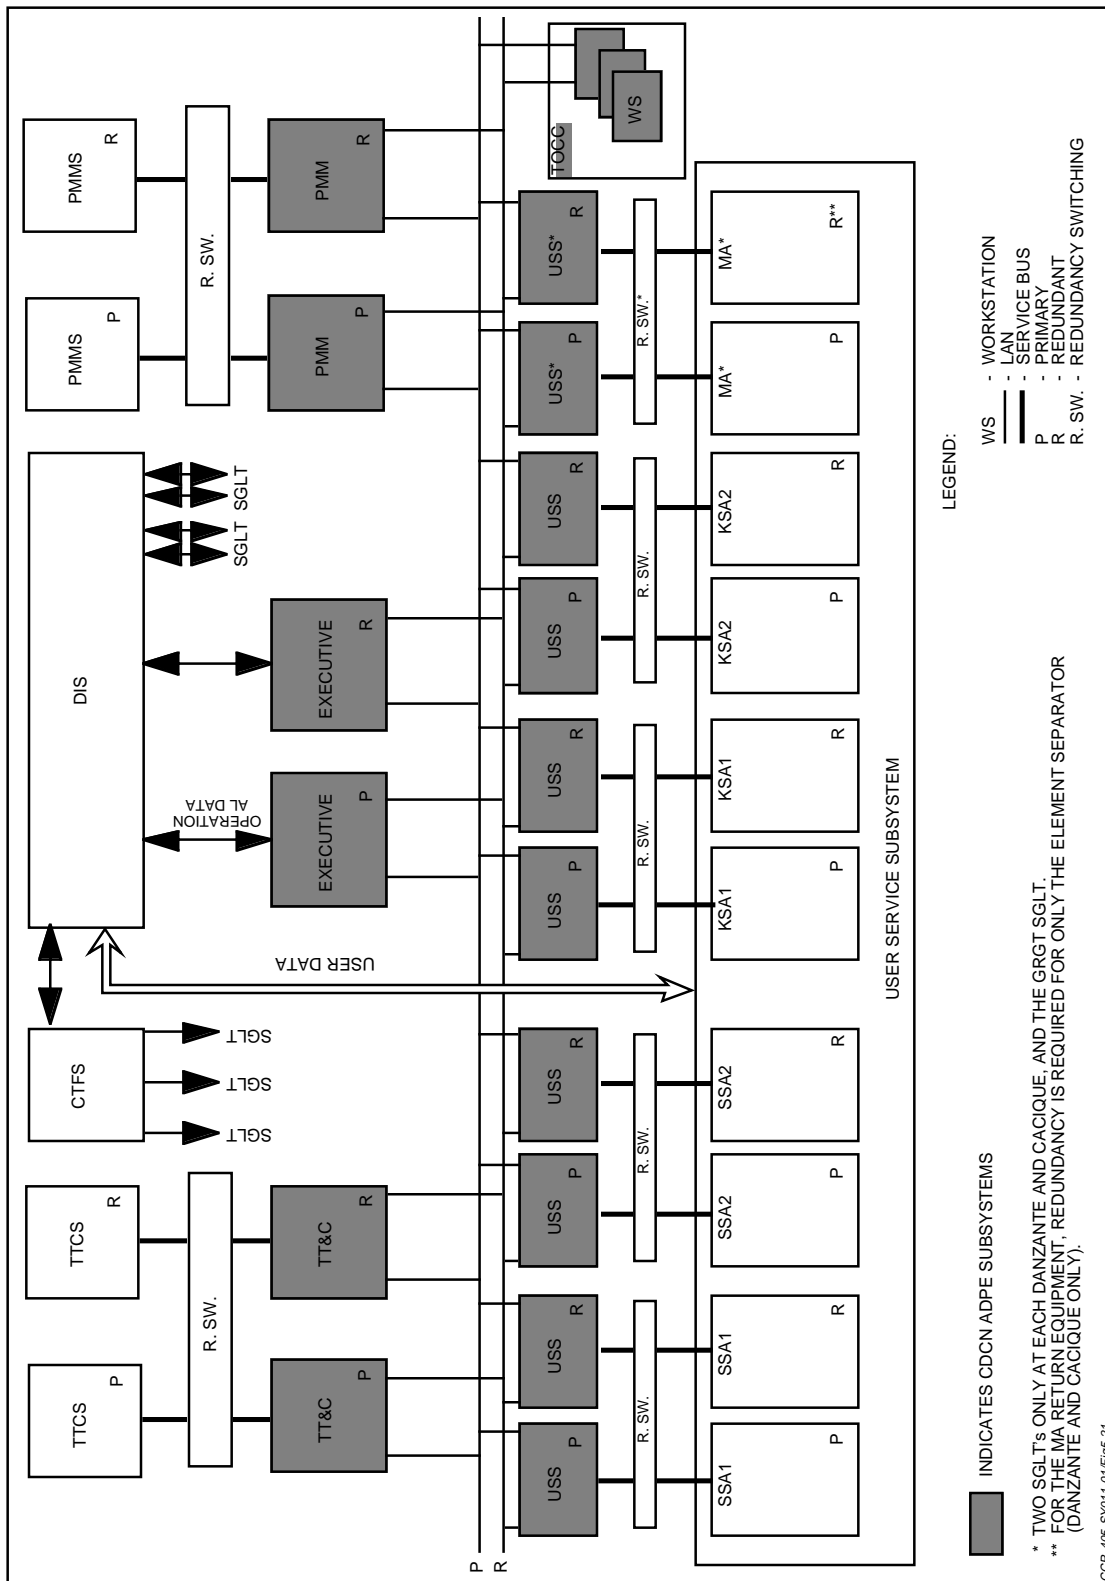 TTCS
P
TTCS
R
CTFS
DIS
PMMS
P
PMMS
R
R. SW.
SGLT
SGLT
SGLT
USER DATA
OPERATION
AL DATA
SGLT
SGLT
R. SW.
TT&C
P
TT&C
R
EXECUTIVE
P
EXECUTIVE
R
PMM
P
PMM
R
P
R
USS
P
USS
R
USS
P
USS
R
USS
P
USS
R
USS
P
USS
R
USS*
P
USS*
R
TOCC
WS
R. SW.
R. SW.
R. SW.
R. SW.
R. SW.*
SSA1
P
SSA1
R
SSA2
P
SSA2
R
KSA1
P
KSA1
R
KSA2
P
KSA2
R
MA*
P
MA*
R**
USER SERVICE SUBSYSTEM
LEGEND:
WS - WORKSTATION
- LAN
- SERVICE BUS
P - PRIMARY
R - REDUNDANT
R. SW. - REDUNDANCY SWITCHING
INDICATES CDCN ADPE SUBSYSTEMS
* TWO SGLT's ONLY AT EACH DANZANTE AND CACIQUE, AND THE GRGT SGLT.
** FOR THE MA RETURN EQUIPMENT, REDUNDANCY IS REQUIRED FOR ONLY THE ELEMENT SEPARATOR
(DANZANTE AND CACIQUE ONLY).